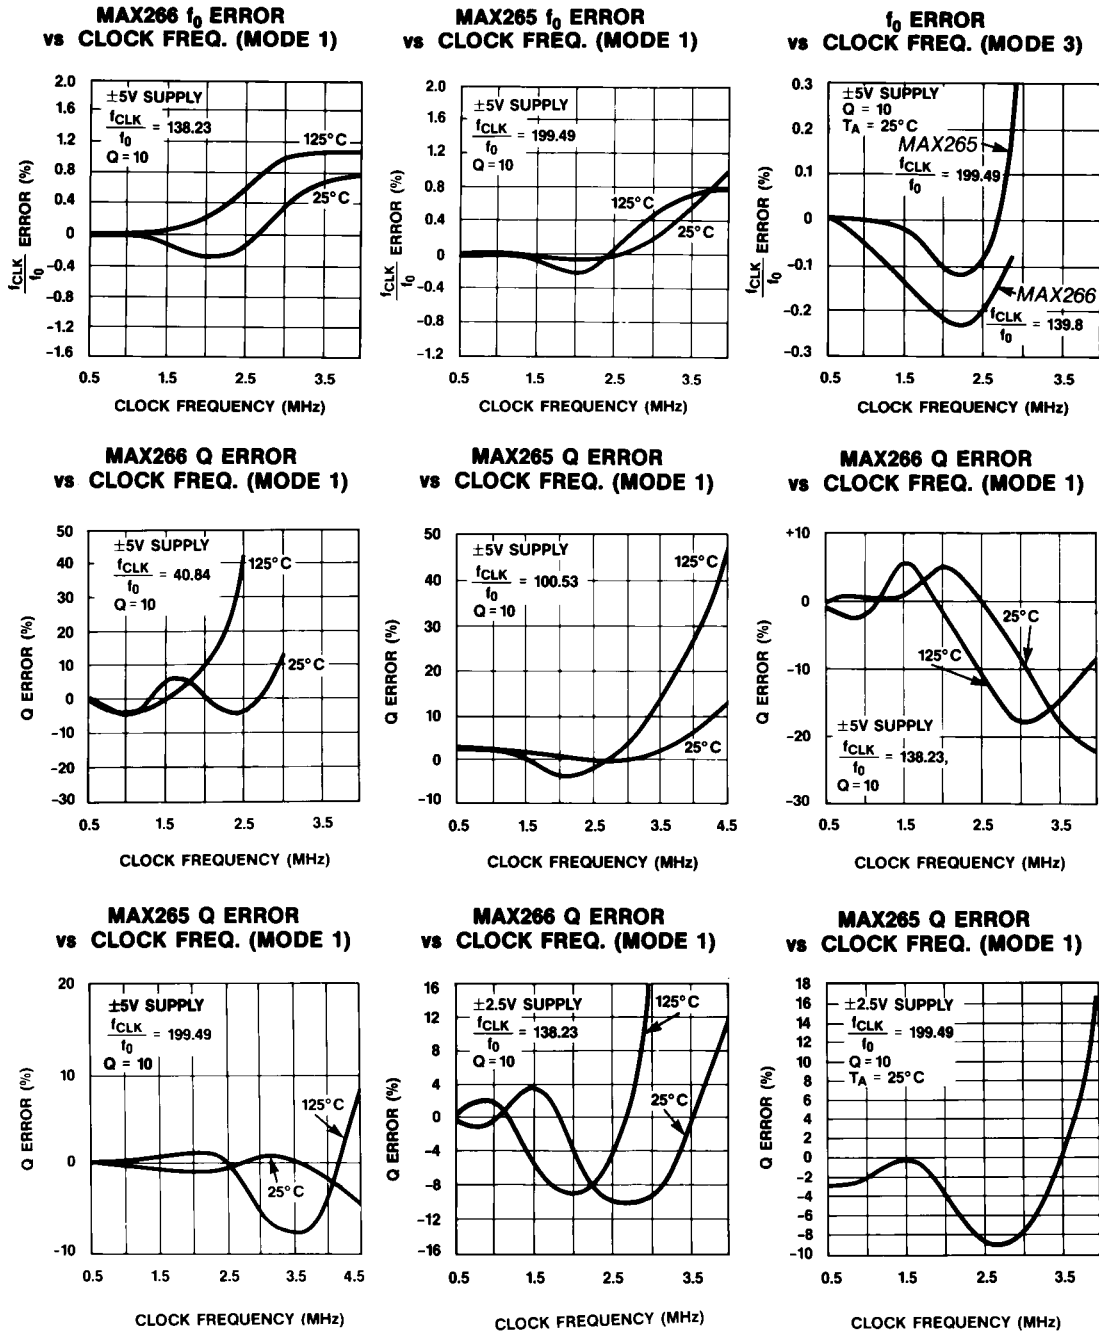 MAX266 f0 ERROR
vs CLOCK FREQ. (MODE 1)
2.0
1.6
1.2
0.8
0.4
0
-0.4
-0.8
-1.2
-1.6
fCLK
f0
ERROR (%)
±5V SUPPLY
fCLK
f0
= 138.23
Q = 10
125°C
25°C
0.5
1.5
2.5
3.5
CLOCK FREQUENCY (MHz)
MAX265 f0 ERROR
vs CLOCK FREQ. (MODE 1)
2.0
1.6
1.2
0.8
0.4
0
-0.4
-0.8
-1.2
fCLK
f0
ERROR (%)
±5V SUPPLY
fCLK
f0
= 199.49
Q = 10
125°C
25°C
0.5
1.5
2.5
3.5
CLOCK FREQUENCY (MHz)
f0 ERROR
vs CLOCK FREQ. (MODE 3)
0.3
0.2
0.1
0
-0.1
-0.2
-0.3
fCLK
f0
ERROR (%)
±5V SUPPLY
Q = 10
TA = 25°C
MAX265
fCLK
f0
= 199.49
MAX266
fCLK
f0
= 139.8
0.5
1.5
2.5
3.5
CLOCK FREQUENCY (MHz)
MAX266 Q ERROR
vs CLOCK FREQ. (MODE 1)
50
40
30
20
10
0
-10
-20
-30
Q ERROR (%)
±5V SUPPLY
fCLK
f0
= 40.84
Q = 10
125°C
25°C
0.5
1.5
2.5
3.5
CLOCK FREQUENCY (MHz)
MAX265 Q ERROR
vs CLOCK FREQ. (MODE 1)
50
40
30
20
10
0
-10
Q ERROR (%)
±5V SUPPLY
fCLK
f0
= 100.53
Q = 10
125°C
25°C
0.5
1.5
2.5
3.5
4.5
CLOCK FREQUENCY (MHz)
MAX266 Q ERROR
vs CLOCK FREQ. (MODE 1)
+10
0
-10
-20
-30
Q ERROR (%)
25°C
125°C
±5V SUPPLY
fCLK
f0
= 138.23,
Q = 10
0.5
1.5
2.5
3.5
CLOCK FREQUENCY (MHz)
MAX265 Q ERROR
vs CLOCK FREQ. (MODE 1)
20
10
0
-10
Q ERROR (%)
±5V SUPPLY
fCLK
f0
= 199.49
Q = 10
125°C
25°C
0.5
1.5
2.5
3.5
4.5
CLOCK FREQUENCY (MHz)
MAX266 Q ERROR
vs CLOCK FREQ. (MODE 1)
16
12
8
4
0
-4
-8
-12
-16
Q ERROR (%)
±2.5V SUPPLY
fCLK
f0
= 138.23
Q = 10
125°C
25°C
0.5
1.5
2.5
3.5
CLOCK FREQUENCY (MHz)
MAX265 Q ERROR
vs CLOCK FREQ. (MODE 1)
18
16
14
12
10
8
6
4
2
0
-2
-4
-6
-8
-10
Q ERROR (%)
±2.5V SUPPLY
fCLK
f0
= 199.49
Q = 10
TA = 25°C
0.5
1.5
2.5
3.5
CLOCK FREQUENCY (MHz)